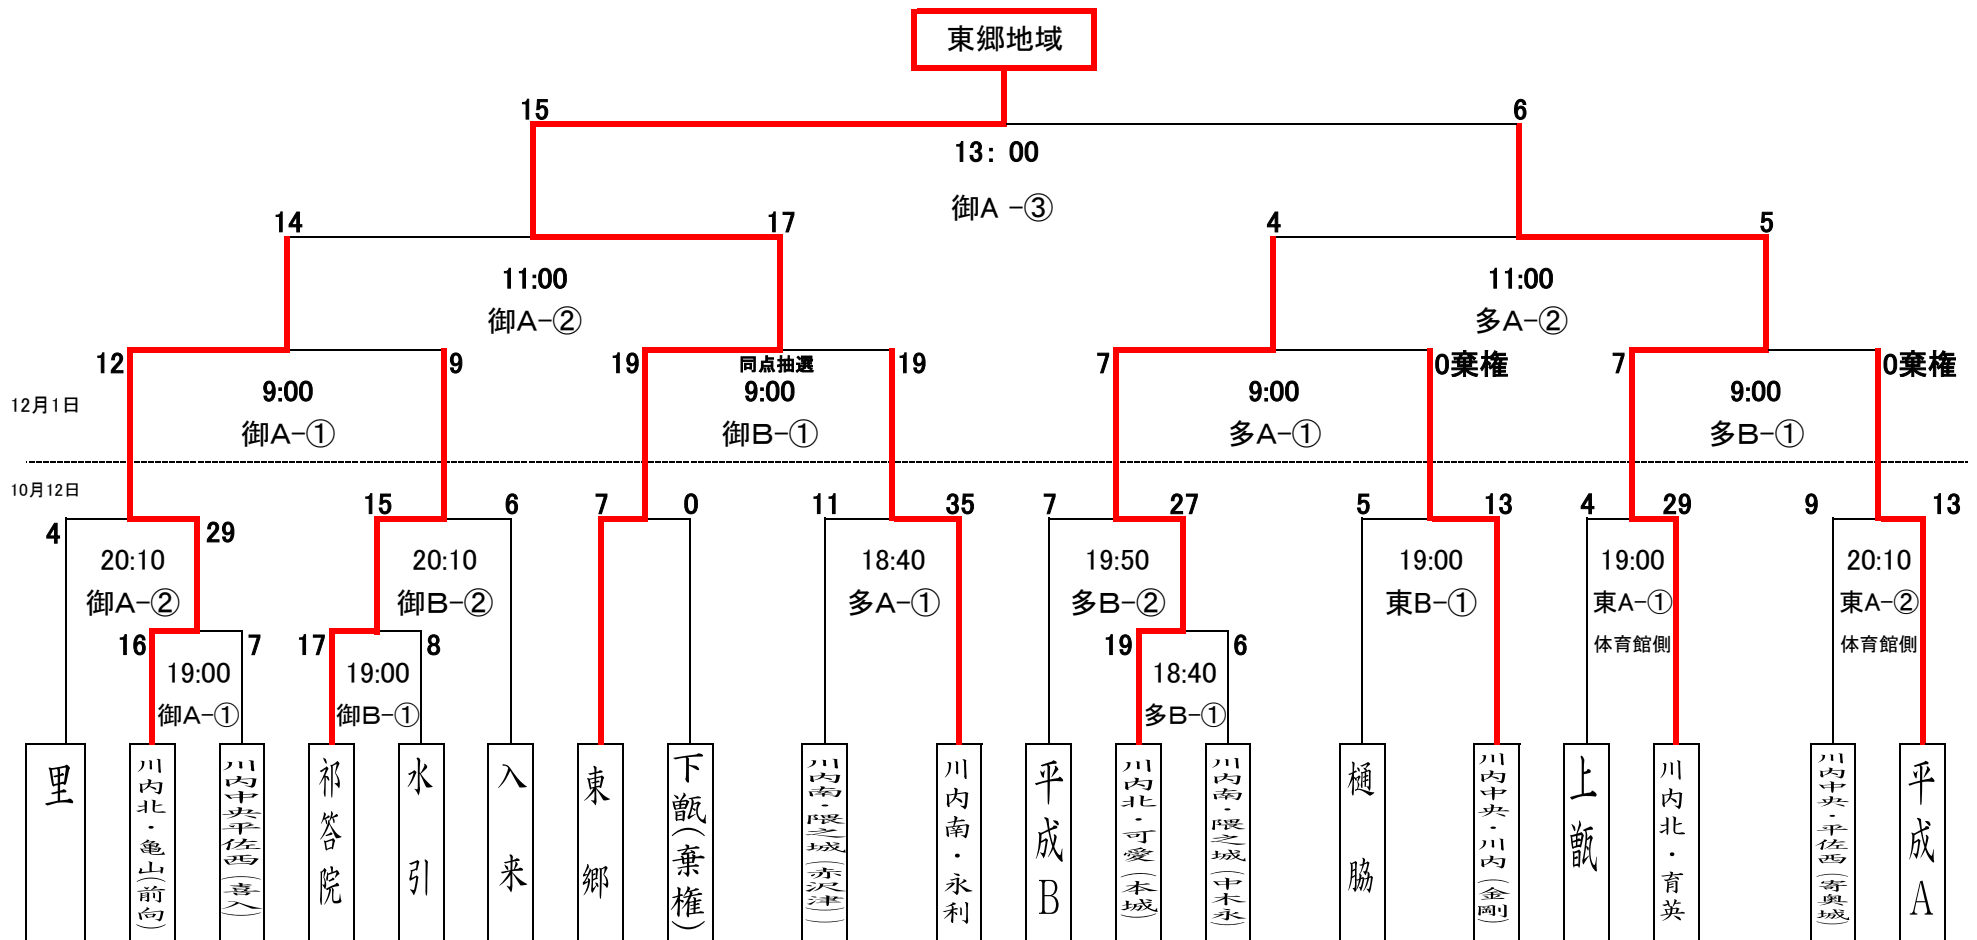 東郷地域
15 6
13：00
御A－③
14 17 4 5
11:00 11:00
御A－② 多A－②
12 9 19 同点抽選 19 7 0棄権 7 0棄権
9:00 9:00 9:00 9:00
12月1日
御A－① 御B－① 多A－① 多B－①
10月12日
4 29 15 6 7 0 11 35 7 27 5 13 4 29 9 13
20:10 20:10 18:40 19:50 19:00 19:00 20:10
御A－② 御B－② 多A－① 多B－② 東B－① 東A－① 東A－②
体育館側 体育館側
16 7 17 8 19 6
19:00 19:00 18:40
御A－① 御B－① 多B－①
里
川内北・亀山(前向)
川内中央平佐西(喜入)
祁答院
水引
入来
東郷
下甑(棄権)
川内南・隈之城(赤沢津)
川内南・永利
平成B
川内北・可愛(本城)
川内南・隈之城(中木永)
樋脇
川内中央・川内(金剛)
上甑
川内北・育英
川内中央・平佐西(寄奥城)
平成A